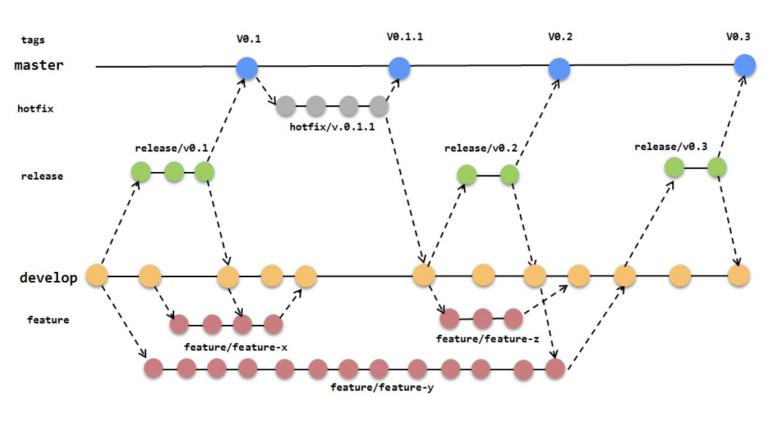 tags V0.1 V0.1.1 V0.2 V0.3
master
hotfix
hotfix/v.0.1.1
release/v0.1 release/v0.2 release/v0.3
release
develop
feature
feature/feature-x feature/feature-z
feature/feature-y